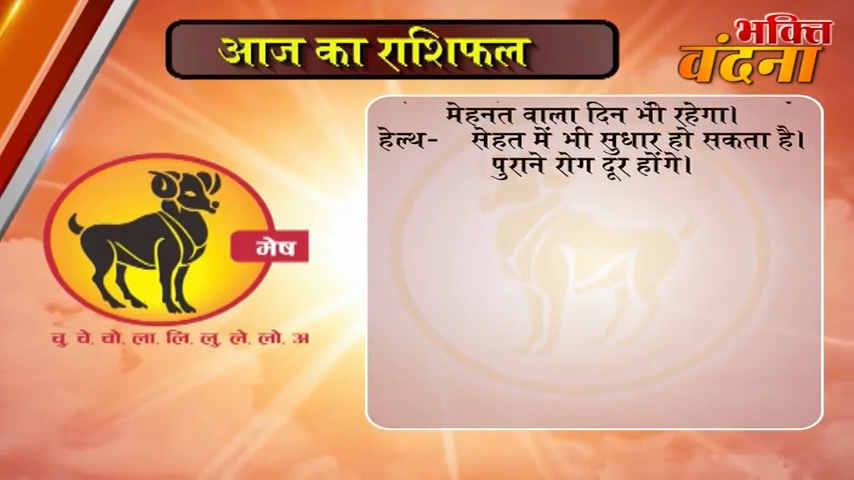 आज का राशिफल
भक्ति
वंदना
मेहनत वाला दिन भी रहेगा।
हेल्थ- सेहत में भी सुधार हो सकता है।
पुराने रोग दूर होंगे।
मेष
चु, चे, चो, ला, लि, लु, ले, लो, अ